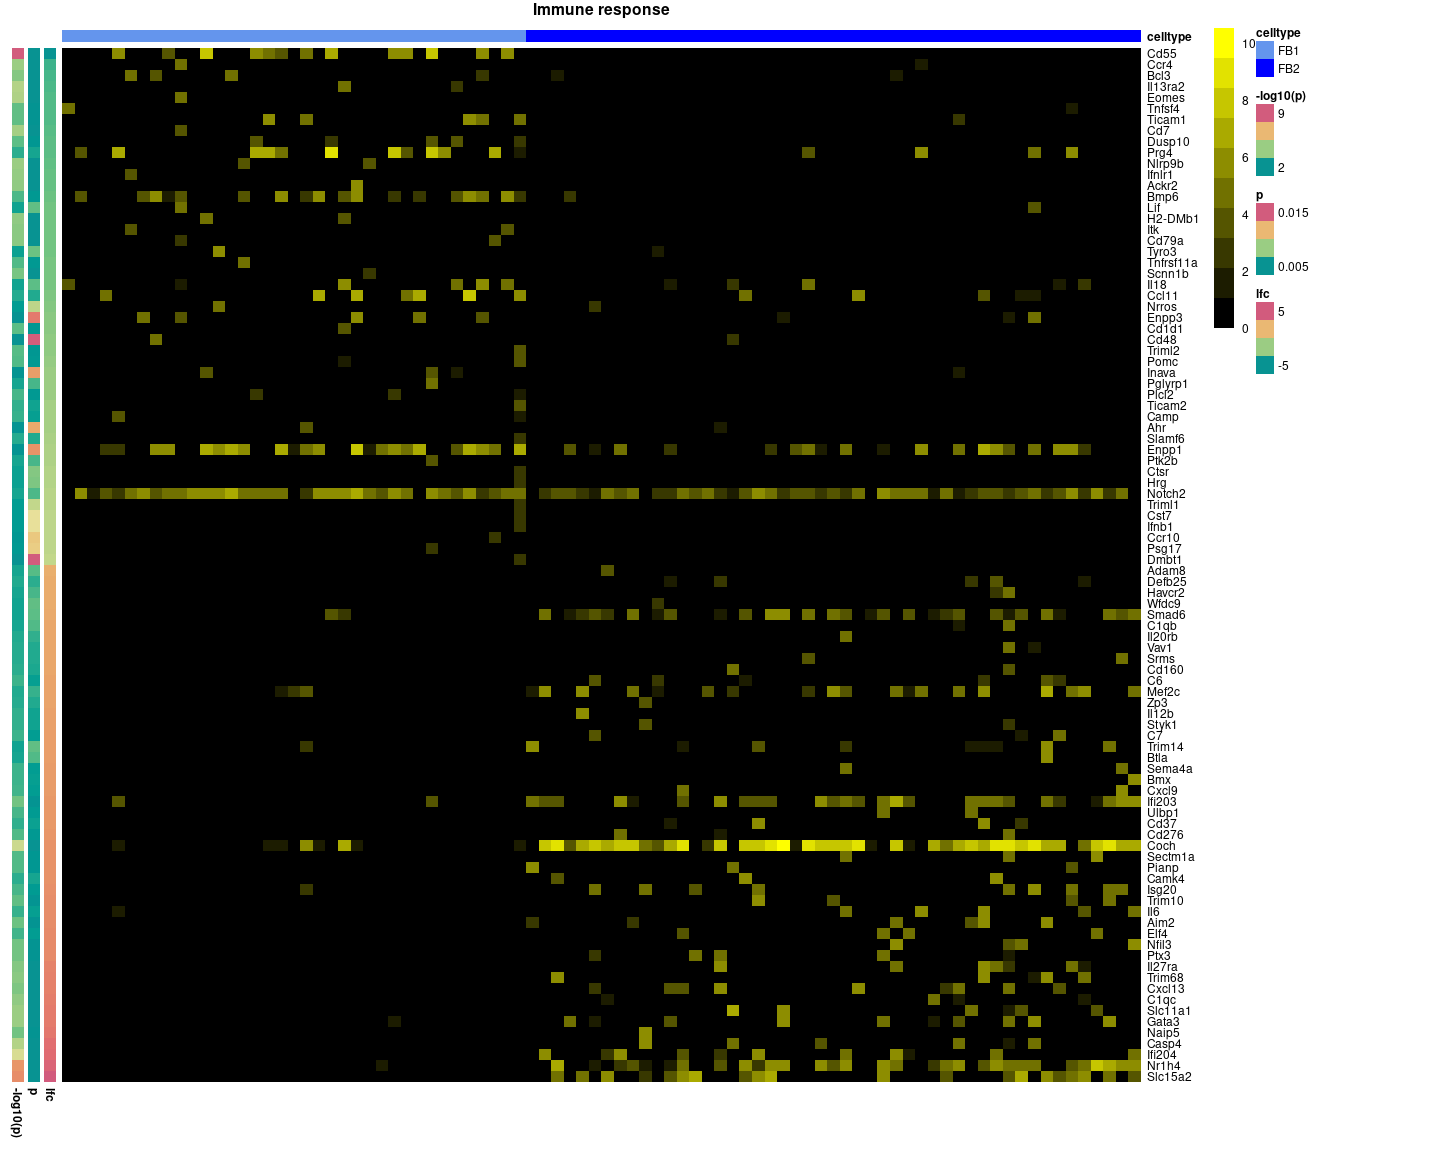 Immune response
celltype
Cd55
Ccr4
Bcl3
Il13ra2
Eomes
Tnfsf4
Ticam1
Cd7
Dusp10
Prg4
Nlrp9b
Ifnlr1
Ackr2
Bmp6
Lif
H2-DMb1
Itk
Cd79a
Tyro3
Tnfrsf11a
Scnn1b
Il18
Ccl11
Nrros
Enpp3
Cd1d1
Cd48
Triml2
Pomc
Inava
Pglyrp1
Plcl2
Ticam2
Camp
Ahr
Slamf6
Enpp1
Ptk2b
Ctsr
Hrg
Notch2
Triml1
Cst7
Ifnb1
Ccr10
Psg17
Dmbt1
Adam8
Defb25
Havcr2
Wfdc9
Smad6
C1qb
Il20rb
Vav1
Srms
Cd160
C6
Mef2c
Zp3
Il12b
Styk1
C7
Trim14
Btla
Sema4a
Bmx
Cxcl9
Ifi203
Ulbp1
Cd37
Cd276
Coch
Sectm1a
Pianp
Camk4
Isg20
Trim10
Il6
Aim2
Elf4
Nfil3
Ptx3
Il27ra
Trim68
Cxcl13
C1qc
Slc11a1
Gata3
Naip5
Casp4
Ifi204
Nr1h4
Slc15a2
-log10(p)
p
lfc
10
8
6
4
2
0
celltype
FB1
FB2
-log10(p)
9
2
p
0.015
0.005
lfc
5
-5